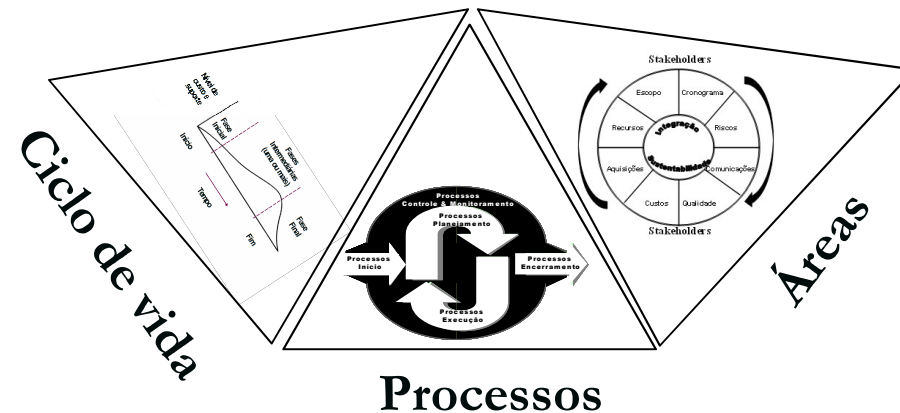 Nível de
custo e
suporte
Início
Fase
Inicial
Fases
Intermediárias
(uma ou mais)
Tempo
Fim
Fase
Final
Ciclo de vida
Processos
Controle & Monitoramento
Processos
Planejamento
Processos
Início
Processos
Encerramento
Processos
Execução
Processos
Stakeholders
Escopo
Cronograma
Recursos
Riscos
Integração
Sustentabilidade
Aquisições
Comunicações
Custos
Qualidade
Stakeholders
Áreas